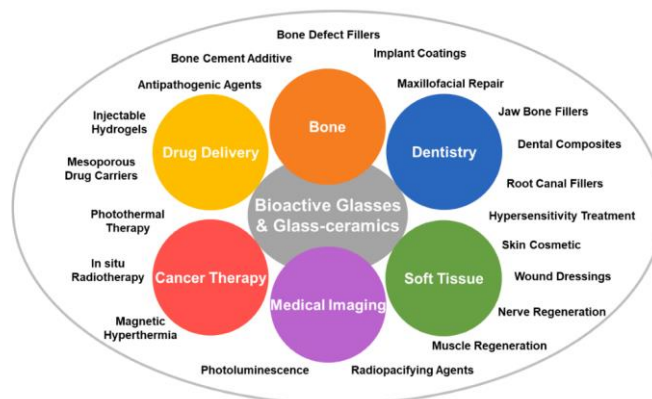 Bone Defect Fillers
Bone Cement Additive
Implant Coatings
Antipathogenic Agents
Maxillofacial Repair
Injectable
Hydrogels
Drug Delivery
Bone
Dentistry
Jaw Bone Fillers
Dental Composites
Mesoporous
Drug Carriers
Root Canal Fillers
Bioactive Glasses
& Glass-ceramics
Photothermal
Therapy
Hypersensitivity Treatment
Skin Cosmetic
In situ
Radiotherapy
Cancer Therapy
Medical Imaging
Soft Tissue
Wound Dressings
Nerve Regeneration
Magnetic
Hyperthermia
Muscle Regeneration
Photoluminescence
Radiopacifying Agents